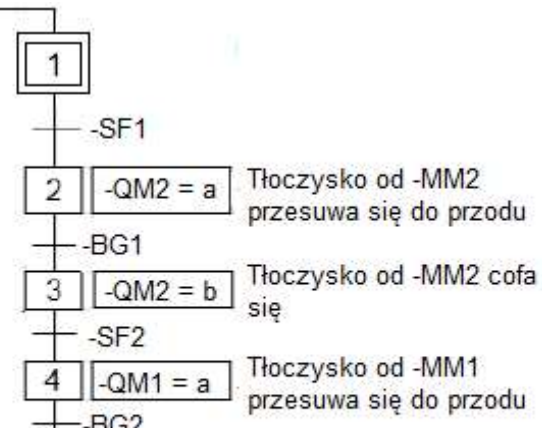 1
-SF1
2 -QM2 = a Tłoczysko od -MM2
przesuwa się do przodu
-BG1
3 -QM2 = b Tłoczysko od -MM2 cofa
się
-SF2
4 -QM1 = a Tłoczysko od -MM1
przesuwa się do przodu
-BG2